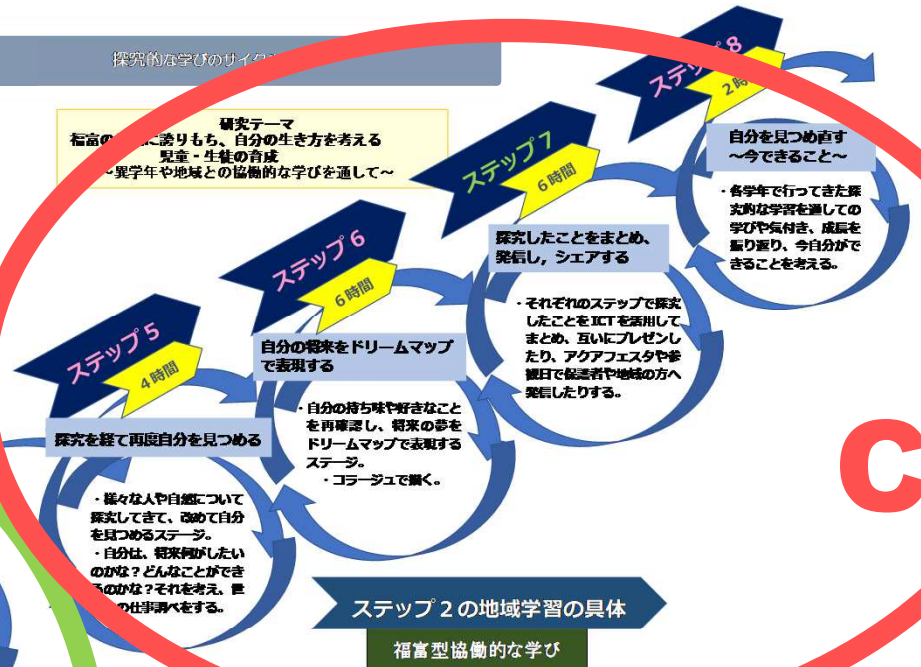 探究的な学びのサイク
研究テーマ
福富の に誇りもち、自分の生き方を考える
児童・生徒の育成
～異学年や地域との協働的な学びを通して～
ステップ5
4時間
探究を経て再度自分を見つめる
・様々な人や自然について
探究してきて、改めて自分
を見つめるステージ。
・自分は、将来何がしたい
のかな？どんなことができ
るのかな？それを考え、世
の仕事調べをする。
ステップ6
6時間
自分の将来をドリームマップ
で表現する
・自分の持ち味や好きなこと
を再確認し、将来の夢を
ドリームマップで表現する
ステージ。
・コラージュで描く。
ステップ7
6時間
探究したことをまとめ、
発信し，シェアする
・それぞれのステップで探究
したことをICTを活用して
まとめ、互いにプレゼンし
たり、アクアフェスタや参
観日で保護者や地域の方へ
発信したりする。
ステップ8
2時
自分を見つめ直す
～今できること～
・各学年で行ってきた探
究的な学習を通しての
学びや気付き、成長を
振り返り、今自分がで
きることを考える。
C
ステップ２の地域学習の具体
福富型協働的な学び